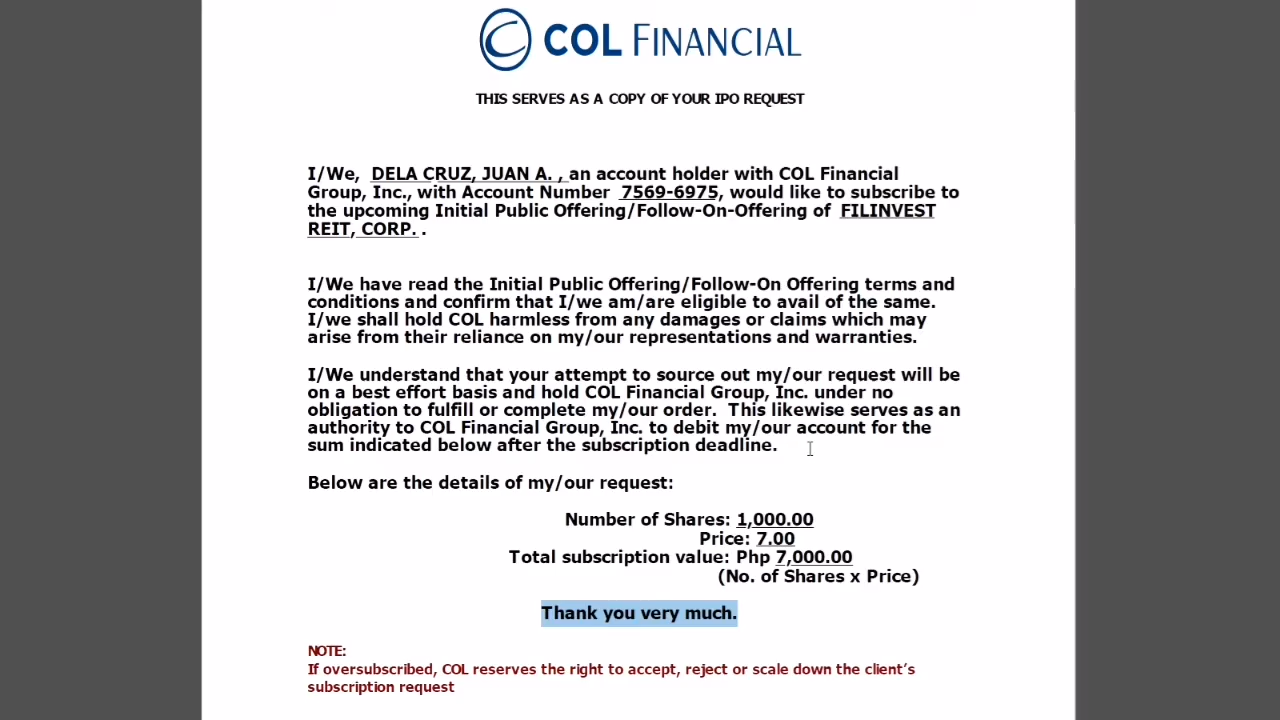 COL FINANCIAL
THIS SERVES AS A COPY OF YOUR IPO REQUEST
I/We, DELA CRUZ, JUAN A. , an account holder with COL Financial
Group, Inc., with Account Number 7569-6975, would like to subscribe to
the upcoming Initial Public Offering/Follow-On-Offering of FILINVEST
REIT, CORP. .
I/We have read the Initial Public Offering/Follow-On Offering terms and
conditions and confirm that I/we am/are eligible to avail of the same.
I/we shall hold COL harmless from any damages or claims which may
arise from their reliance on my/our representations and warranties.
I/We understand that your attempt to source out my/our request will be
on a best effort basis and hold COL Financial Group, Inc. under no
obligation to fulfill or complete my/our order. This likewise serves as an
authority to COL Financial Group, Inc. to debit my/our account for the
sum indicated below after the subscription deadline.
Below are the details of my/our request:
Number of Shares: 1,000.00
Price: 7.00
Total subscription value: Php 7,000.00
(No. of Shares x Price)
Thank you very much.
NOTE:
If oversubscribed, COL reserves the right to accept, reject or scale down the client’s
subscription request